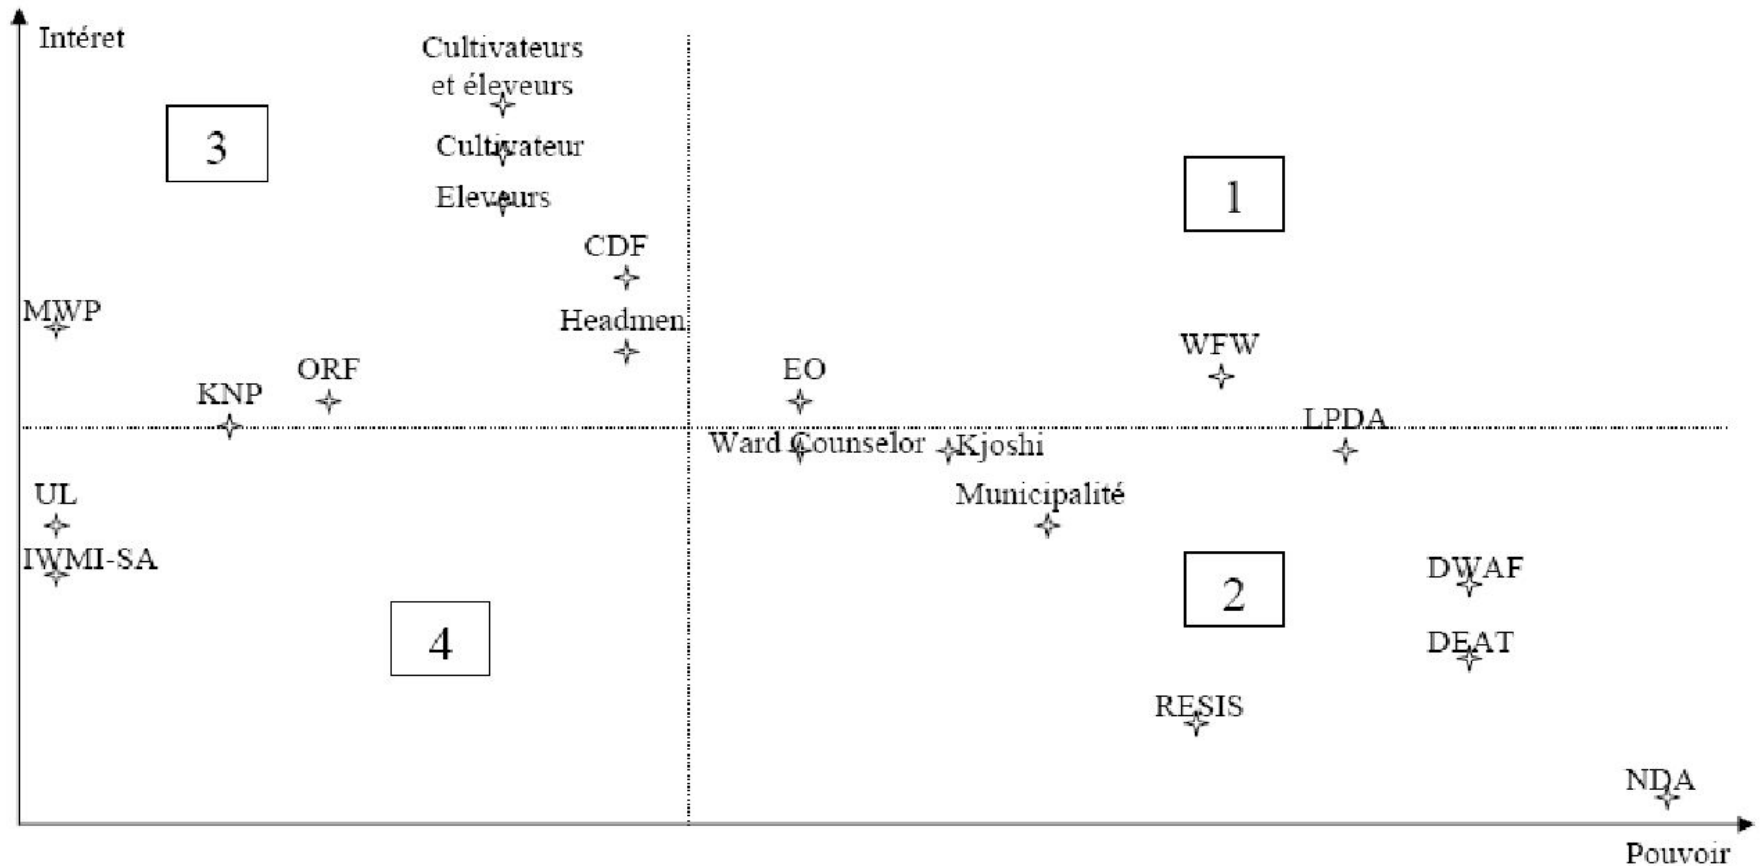 Intéret
Cultivateurs
et éleveurs
3
Cultivateur
1
Eleveurs
CDF
MWP
Headmen
WFW
ORF
EO
KNP
LPDA
Ward Counselor
Kjoshi
UL
Municipalité
IWMI-SA
DWAF
2
4
DEAT
RESIS
NDA
Pouvoir